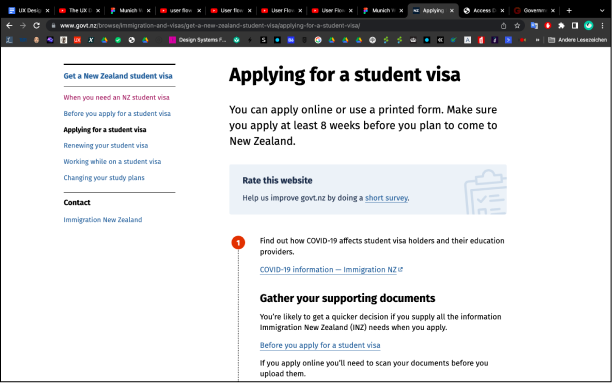 UX Desig
The UX
Munich
user flow
User flow
Munich
User Flov
User Flov
User Flov
Munich
Applying
Access
Governm
www.govt.nz/browse/immigration-and-visas/get-a-new-zealand-student-visa/applying-for-a-student-visa/
Design Systems F...
Andere Lesezeichen
Get a New Zealand student visa
When you need an NZ student visa
Before you apply for a student visa
Applying for a student visa
Renewing your student visa
Working while on a student visa
Changing your study plans
Contact
Immigration New Zealand
Applying for a student visa
You can apply online or use a printed form. Make sure
you apply at least 8 weeks before you plan to come to
New Zealand.
Rate this website
Help us improve govt.nz by doing a short survey.
1
Find out how COVID-19 affects student visa holders and their education
providers.
COVID-19 information — Immigration NZ
Gather your supporting documents
You're likely to get a quicker decision if you supply all the information
Immigration New Zealand (INZ) needs when you apply.
Before you apply for a student visa
If you apply online you'll need to scan your documents before you
upload them.